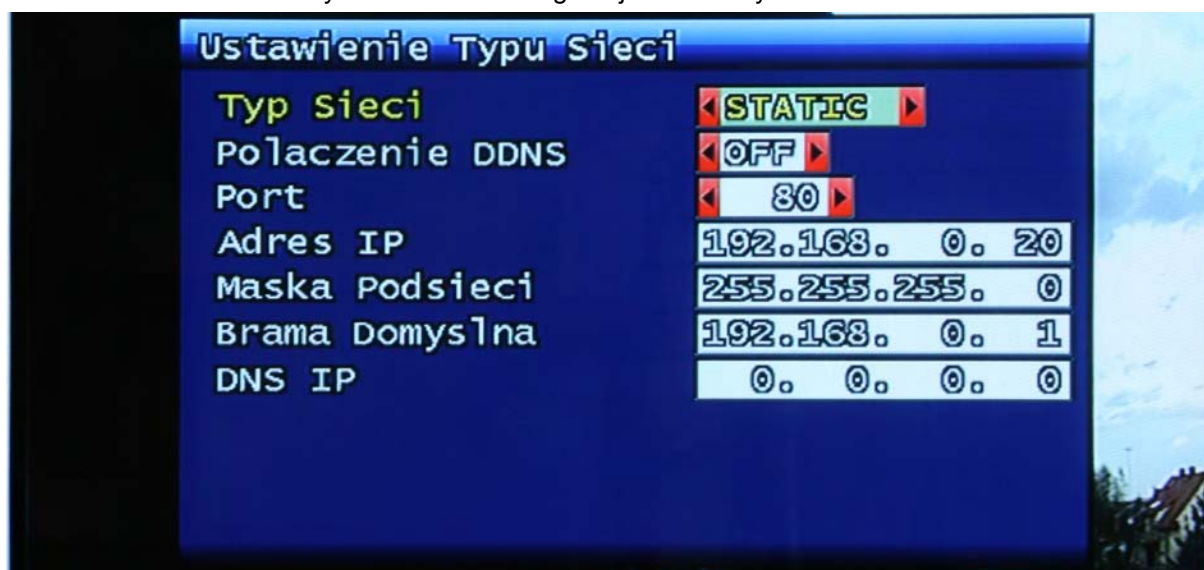 Ustawienie Typu Sieci
Typ Sieci STATIC
Polaczenie DDNS OFF
Port 80
Adres IP 192.168. 0. 20
Maska Podsieci 255.255.255. 0
Brama Domyslna 192.168. 0. 1
DNS IP 0. 0. 0. 0